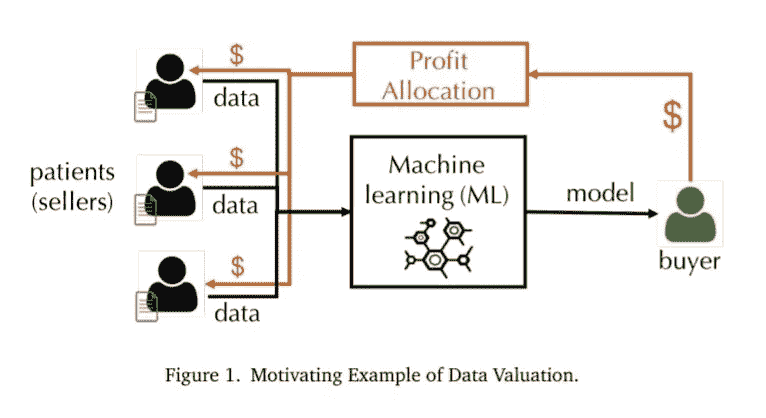 $
data
patients
(sellers)
$
data
$
data
Profit
Allocation
Machine
learning (ML)
model
$
buyer
Figure 1. Motivating Example of Data Valuation.